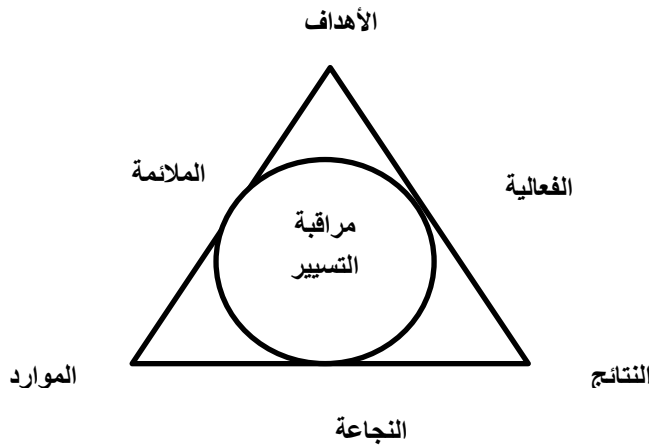 الأهداف
الملائمة
الفعالية
مراقبة
التسيير
الموارد
النتائج
النجاعة